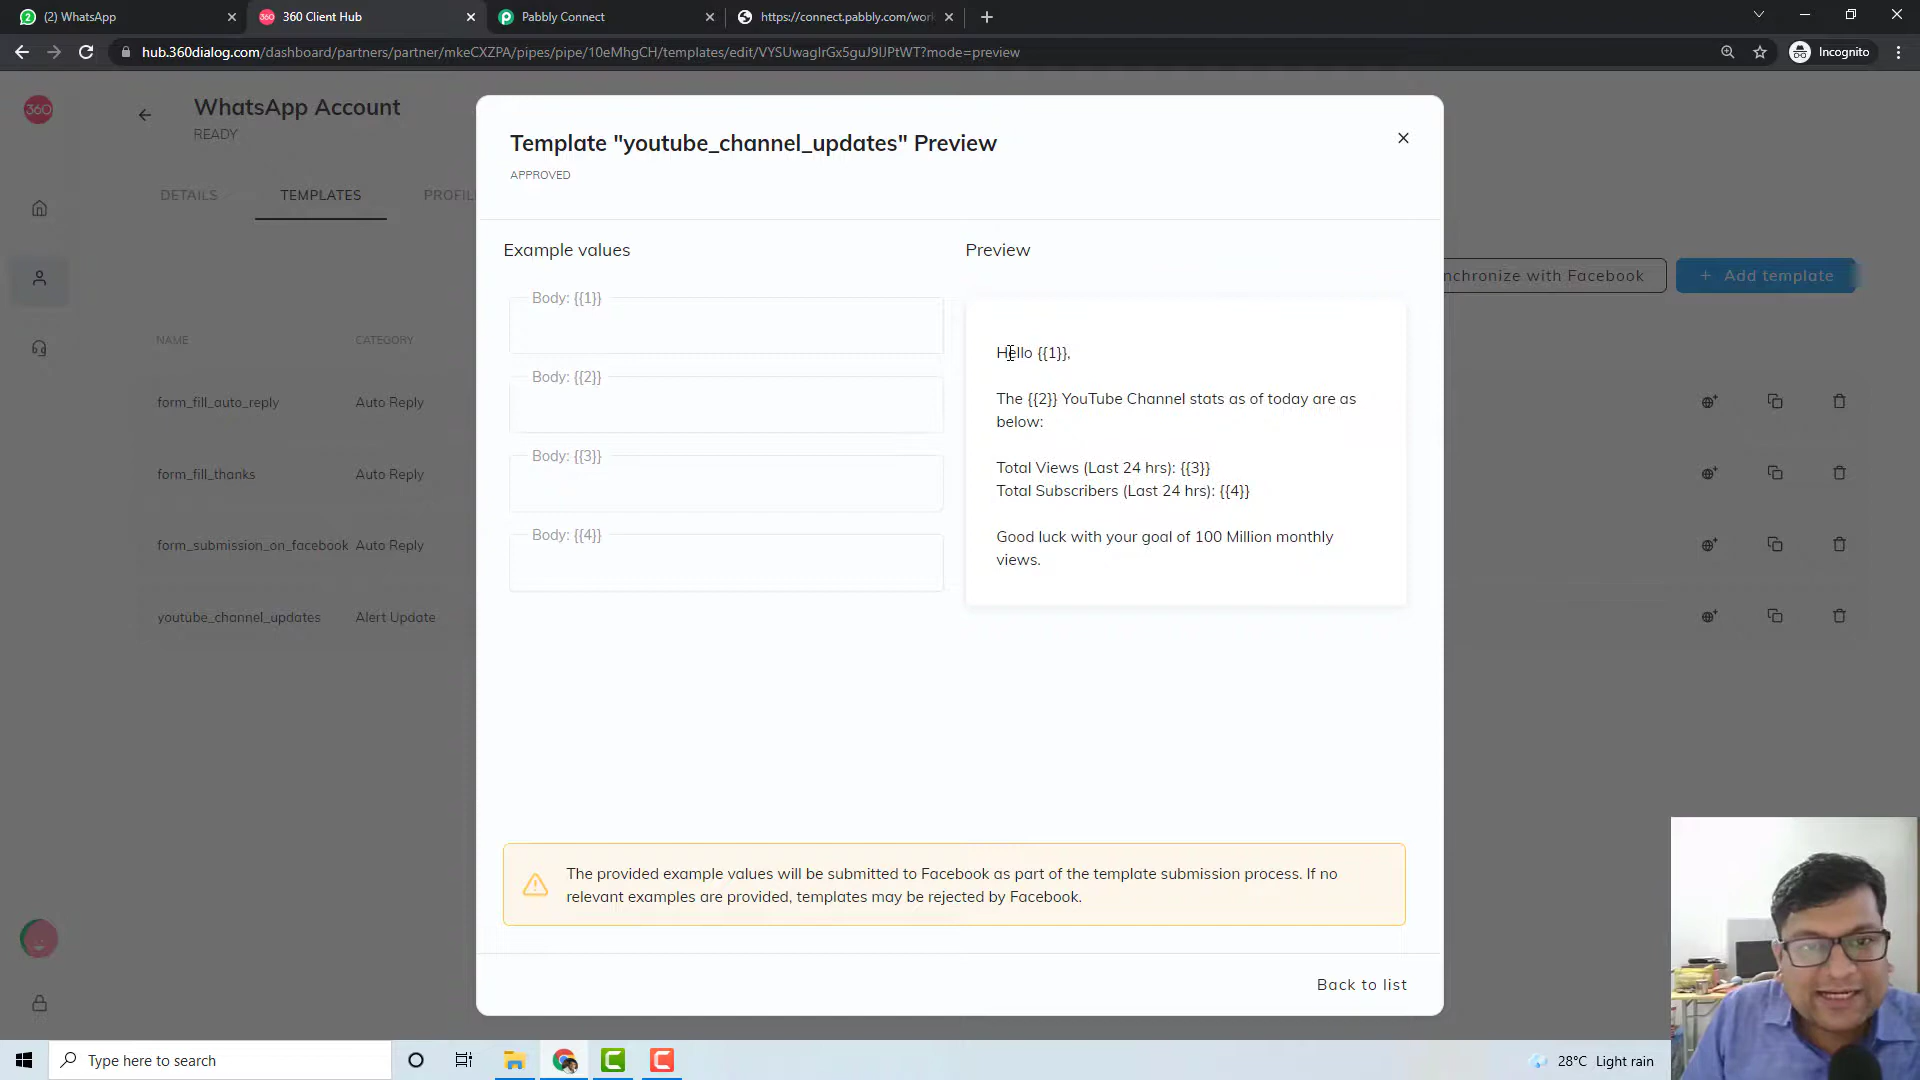 (2) WhatsApp
360 Client Hub
Pabbly Connect
https://connect.pabbly.com/work
hub.360dialog.com/dashboard/partners/partner/mkeCXZPA/pipes/pipe/10eMhgCH/templates/edit/VYSUwaglrGx5guJ9lJPtWT?mode=preview
Incognito
360
WhatsApp Account
READY
DETAILS
TEMPLATES
PROFIL
nchronize with Facebook
+ Add template
NAME
CATEGORY
form_fill_auto_reply
Auto Reply
form_fill_thanks
Auto Reply
form_submission_on_facebook
Auto Reply
youtube_channel_updates
Alert Update
Template "youtube_channel_updates" Preview
APPROVED
Example values
Body: {{1}}
Body: {{2}}
Body: {{3}}
Body: {{4}}
Preview
Hello {{1}},
The {{2}} YouTube Channel stats as of today are as
below:
Total Views (Last 24 hrs): {{3}}
Total Subscribers (Last 24 hrs): {{4}}
Good luck with your goal of 100 Million monthly
views.
The provided example values will be submitted to Facebook as part of the template submission process. If no
relevant examples are provided, templates may be rejected by Facebook.
Back to list
Type here to search
28°C Light rain